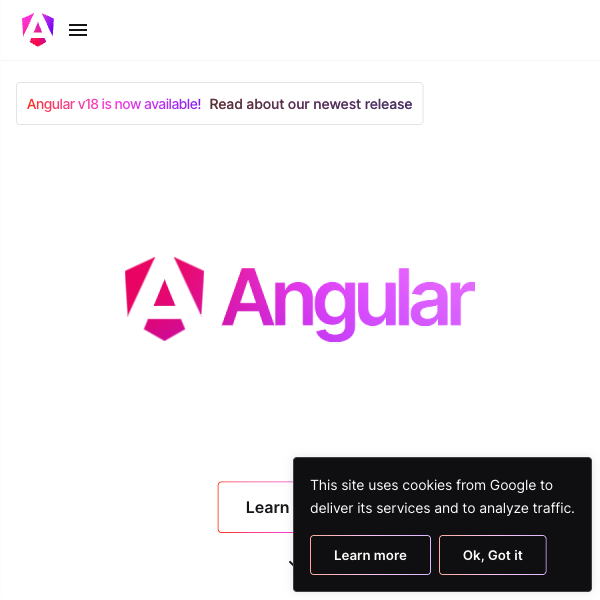 Angular v18 is now available! Read about our newest release
Angular
Learn
This site uses cookies from Google to
deliver its services and to analyze traffic.
Learn more
Ok, Got it